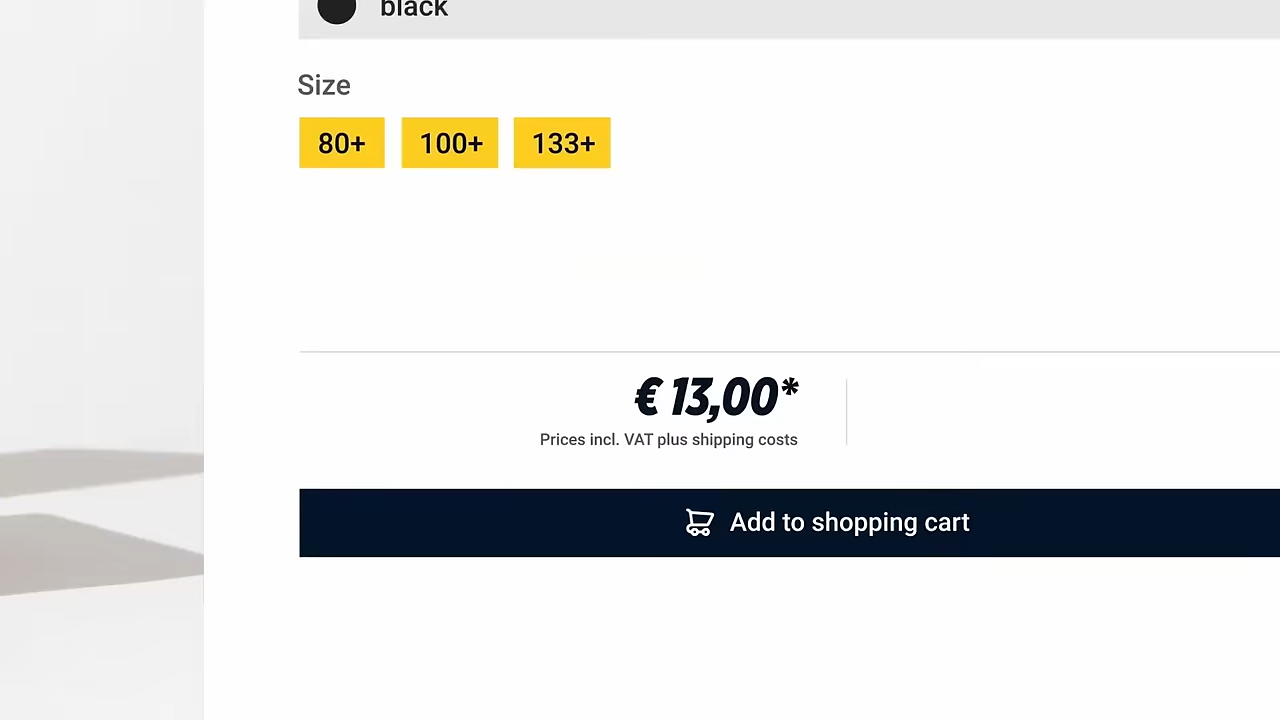 black
Size
80+ 100+ 133+
€ 13,00*
Prices incl. VAT plus shipping costs
Add to shopping cart